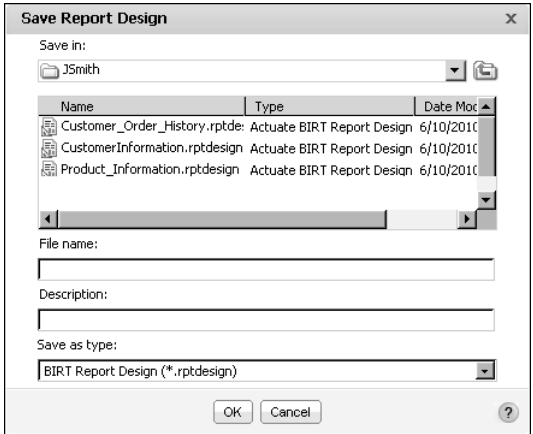 Save Report Design x
Save in:
JSmith
Name Type Date Moc
Customer_Order_History.rptde: Actuate BIRT Report Design 6/10/2010
CustomerInformation.rptdesign Actuate BIRT Report Design 6/10/2010
Product_Information.rptdesign Actuate BIRT Report Design 6/10/2010
File name:
Description:
Save as type:
BIRT Report Design (*.rptdesign)
OK Cancel ?